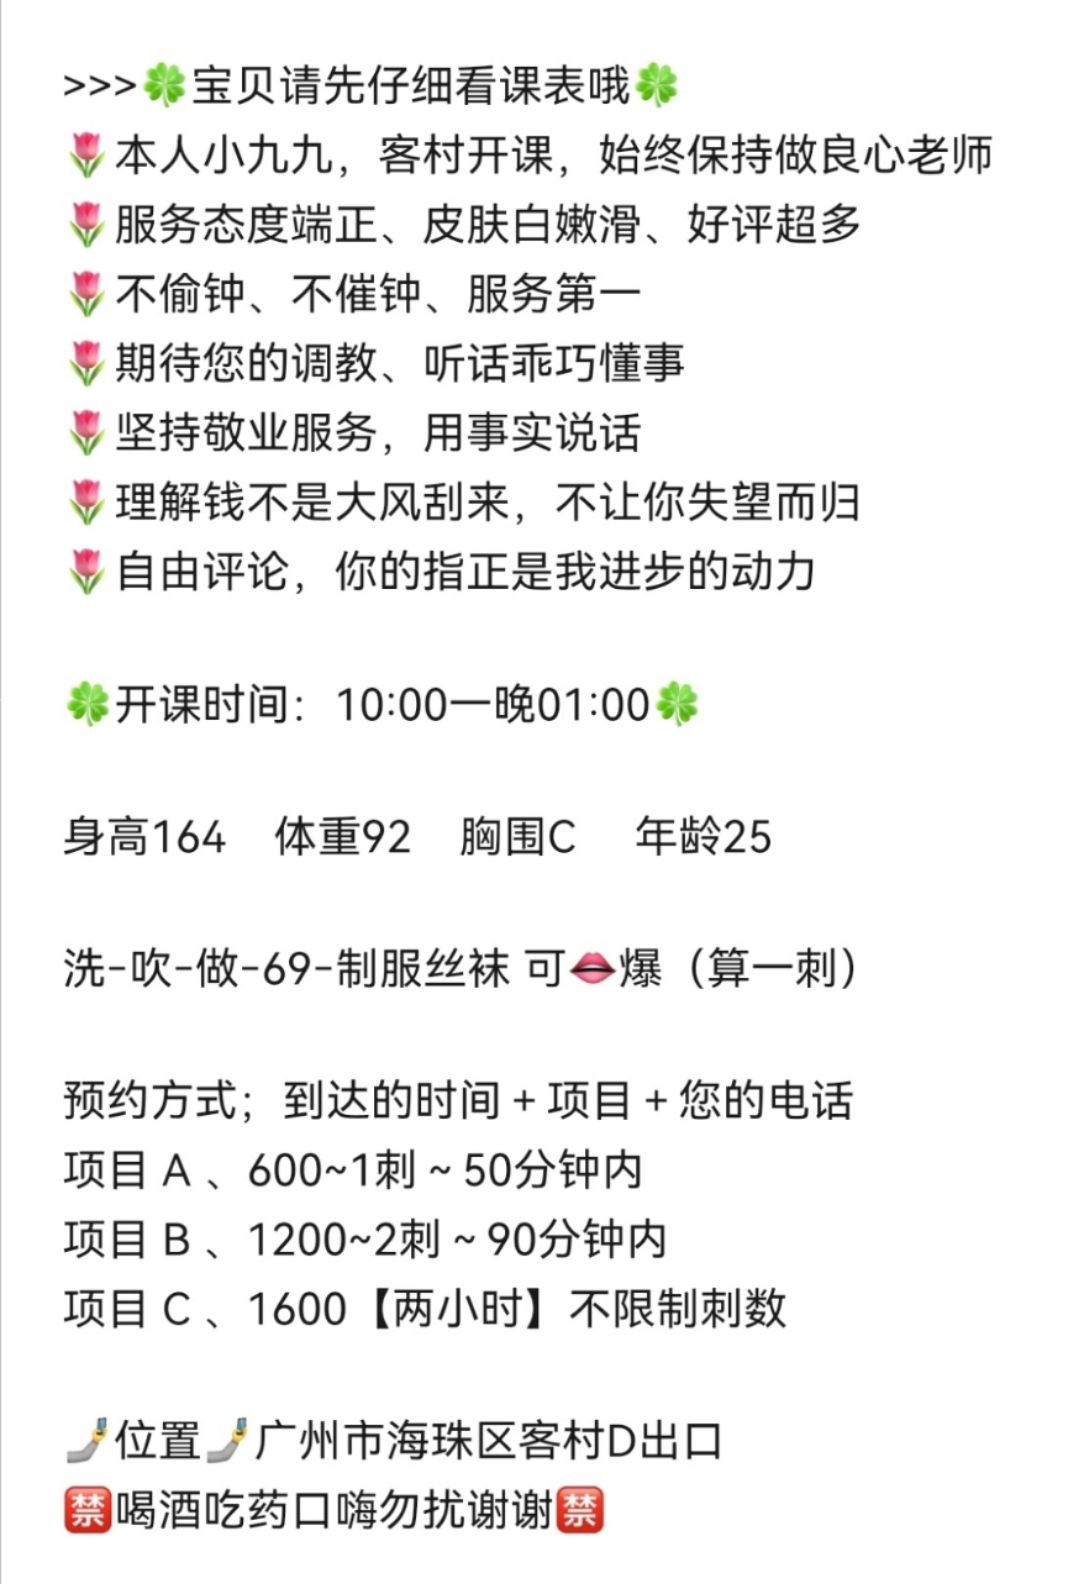 >>>🍀宝贝请先仔细看课表哦🍀
🌷本人小九九，客村开课，始终保持做良心老师
🌷服务态度端正、皮肤白嫩滑、好评超多
🌷不偷钟、不催钟、服务第一
🌷期待您的调教、听话乖巧懂事
🌷坚持敬业服务，用事实说话
🌷理解钱不是大风刮来，不让你失望而归
🌷自由评论，你的指正是我进步的动力
🍀开课时间：10:00一晚01:00🍀
身高164 体重92 胸围C 年龄25
洗-吹-做-69-制服丝袜 可👄爆（算一刺）
预约方式；到达的时间＋项目＋您的电话
项目 A 、600~1刺 ~ 50分钟内
项目 B 、1200~2刺 ~ 90分钟内
项目 C 、1600【两小时】不限制刺数
🤳位置🤳广州市海珠区客村D出口
🈲喝酒吃药口嗨勿扰谢谢🈲